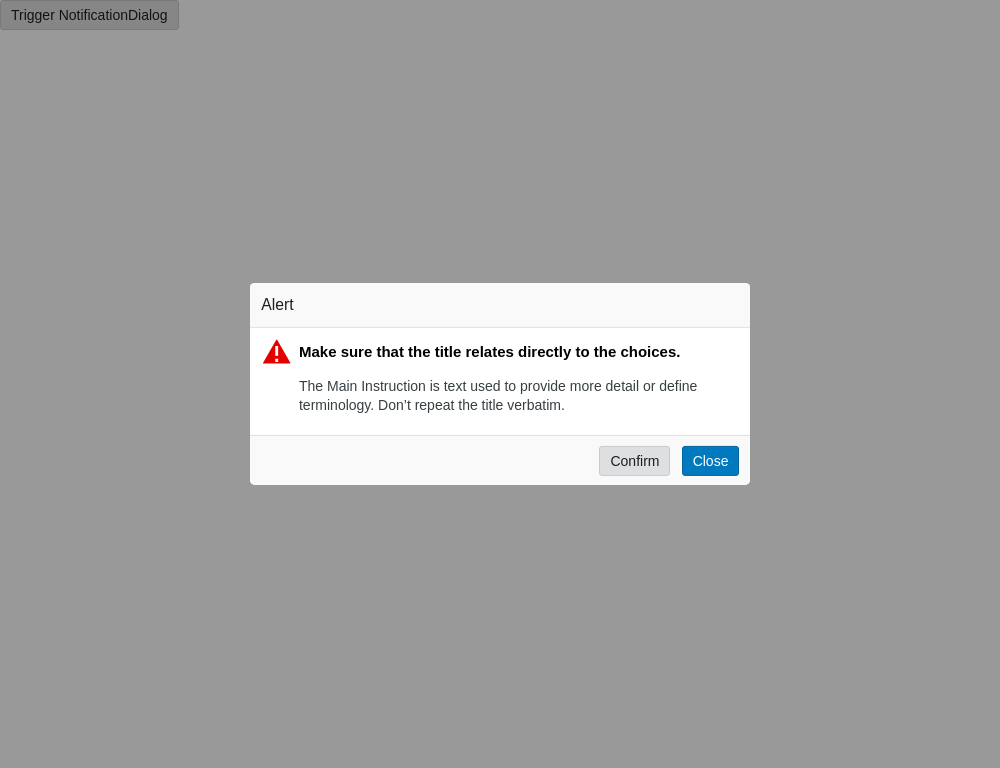 Trigger NotificationDialog
Alert
Make sure that the title relates directly to the choices.
The Main Instruction is text used to provide more detail or define
terminology. Don’t repeat the title verbatim.
Confirm
Close